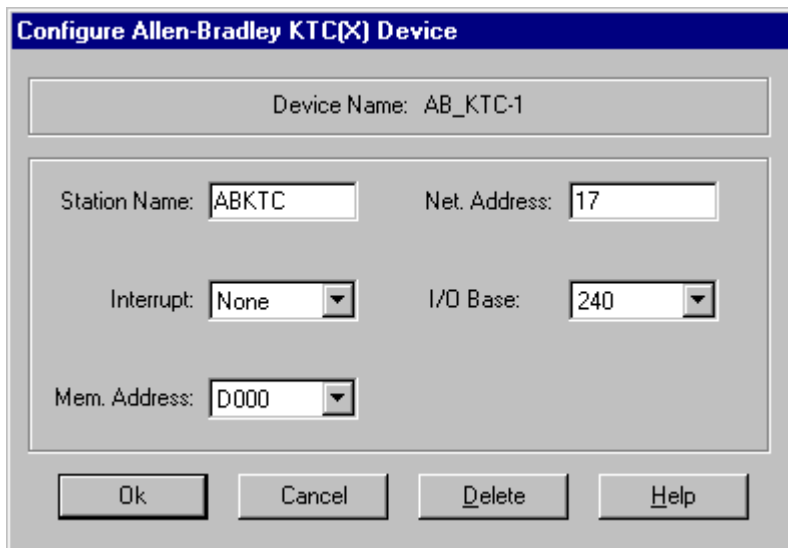 Configure Allen-Bradley KTC(X) Device
Device Name: AB_KTC-1
Station Name: ABKTC Net. Address: 17
Interrupt: None I/O Base: 240
Mem. Address: D000
Ok Cancel Delete Help